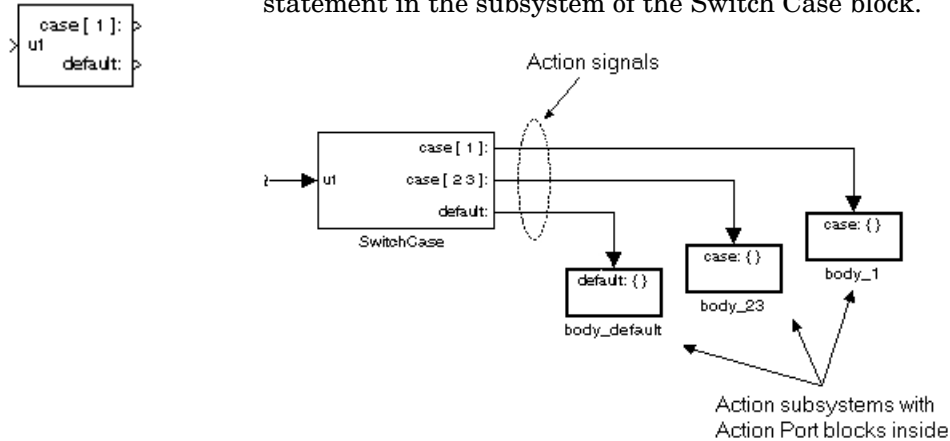 statement in the subsystem of the Switch Case block.
case [ 1 ]:
u1
default:
Action signals
case [ 1 ]:
u1
case [ 2 3 ]:
default:
SwitchCase
case: { }
body_1
case: { }
body_23
default: { }
body_default
Action subsystems with
Action Port blocks inside